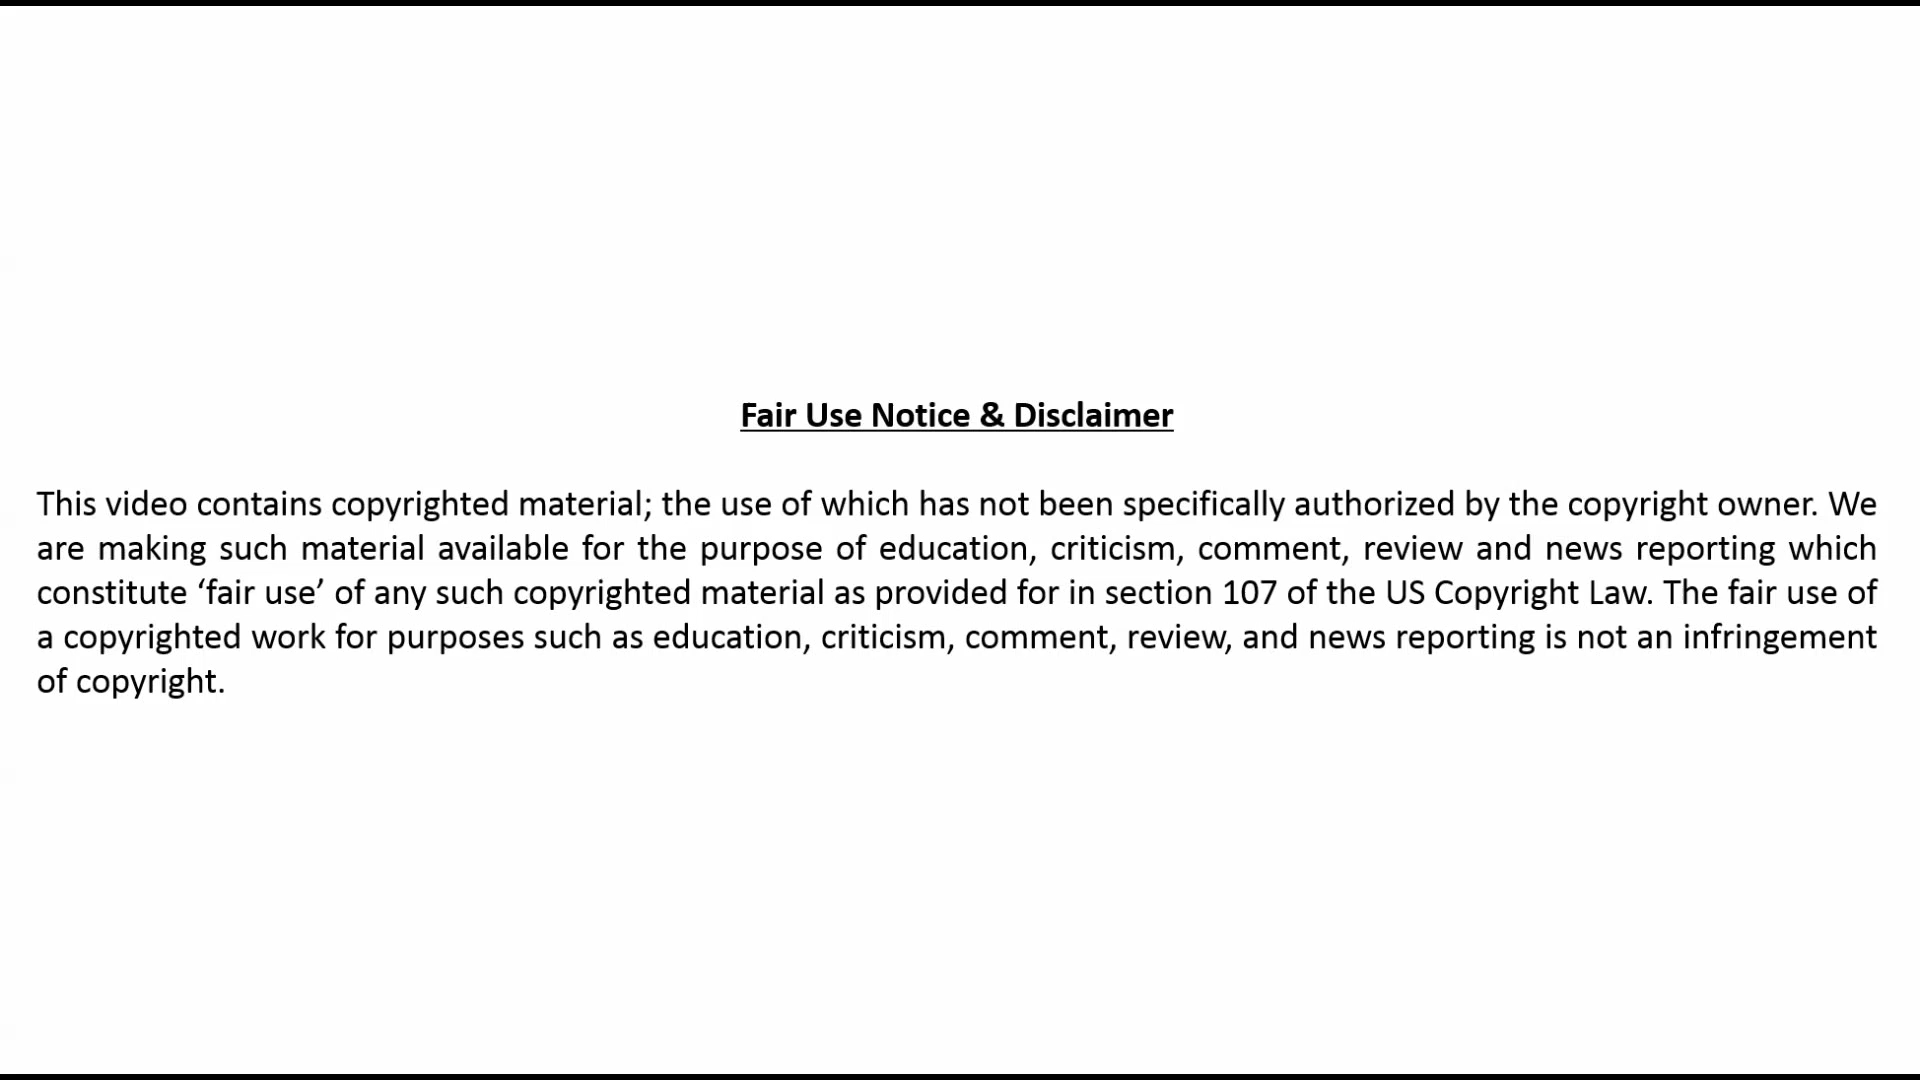 Fair Use Notice & Disclaimer
This video contains copyrighted material; the use of which has not been specifically authorized by the copyright owner. We
are making such material available for the purpose of education, criticism, comment, review and news reporting which
constitute ‘fair use’ of any such copyrighted material as provided for in section 107 of the US Copyright Law. The fair use of
a copyrighted work for purposes such as education, criticism, comment, review, and news reporting is not an infringement
of copyright.